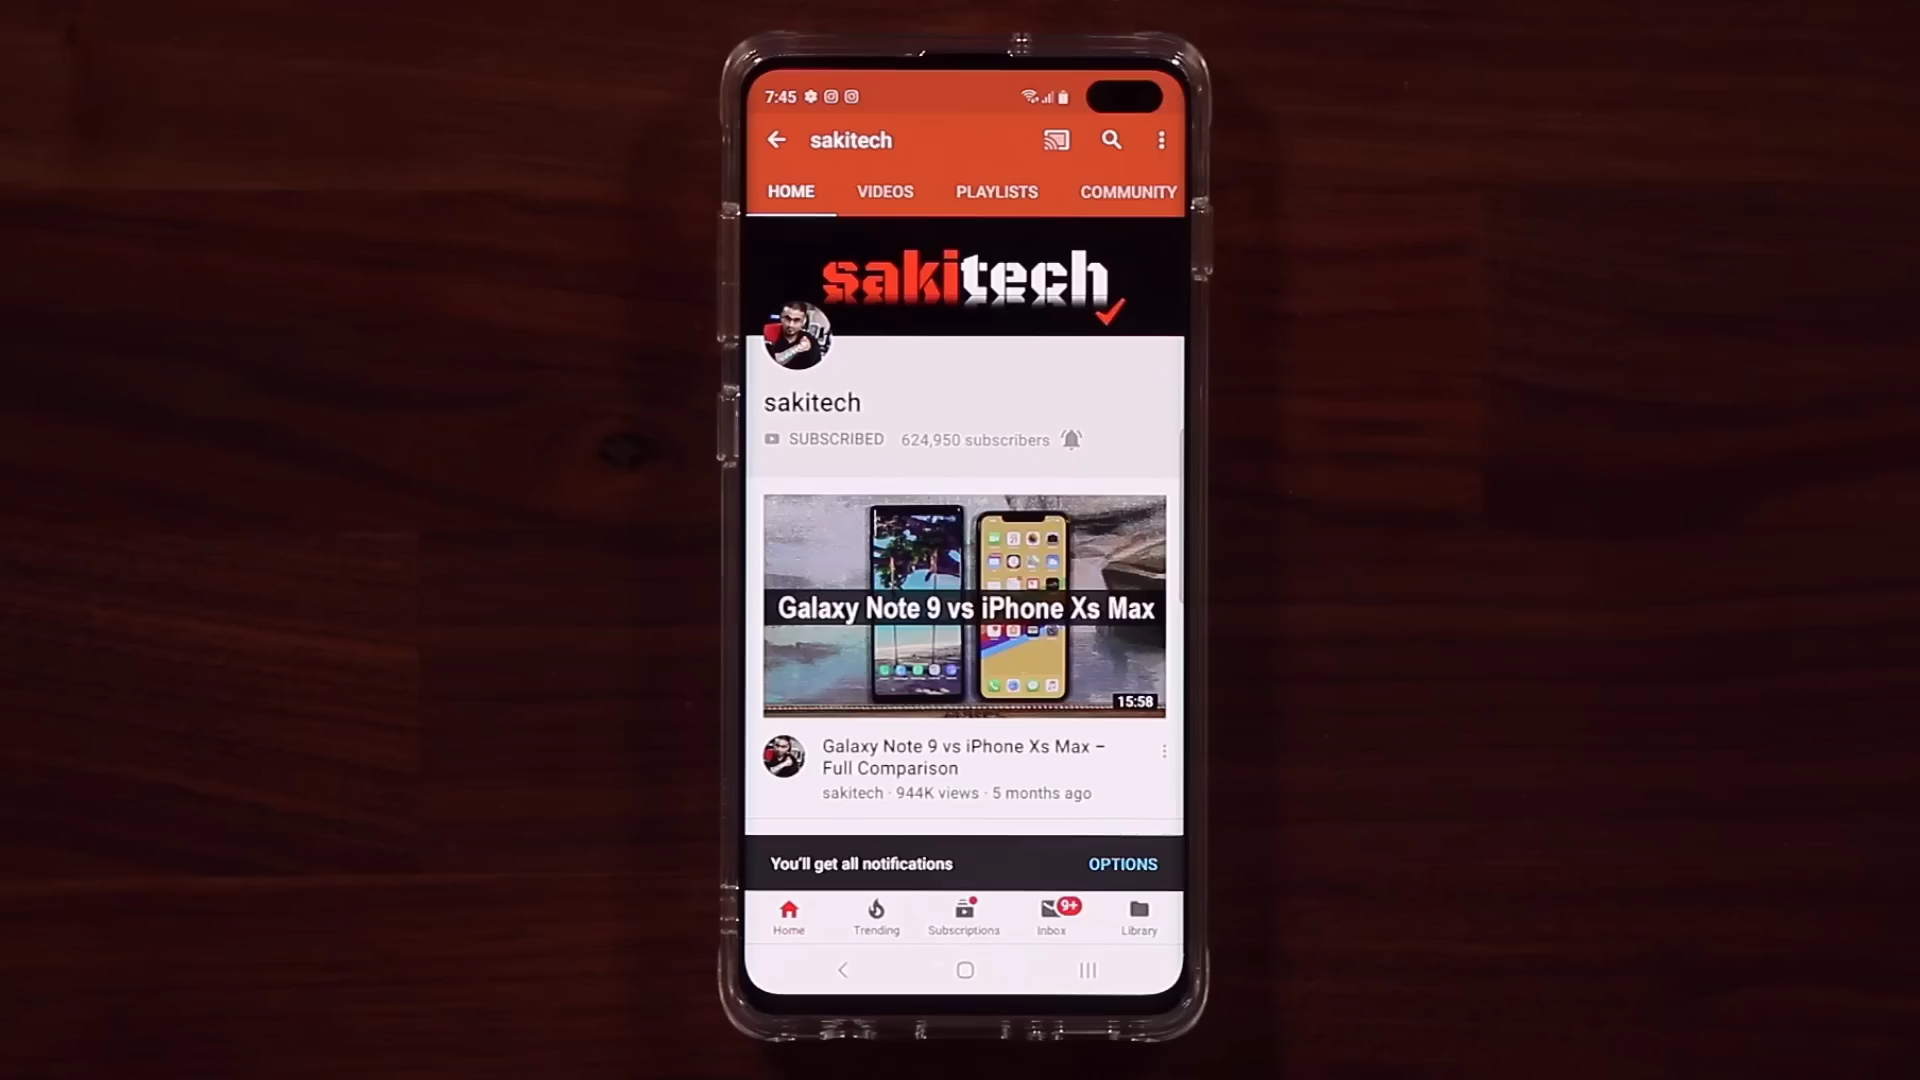 7:45
sakitech
HOME VIDEOS PLAYLISTS COMMUNITY
sakitech
sakitech
SUBSCRIBED 624,950 subscribers
Galaxy Note 9 vs iPhone Xs Max
15:58
Galaxy Note 9 vs iPhone Xs Max –
Full Comparison
sakitech · 944K views · 5 months ago
You'll get all notifications OPTIONS
9+
Home Trending Subscriptions Inbox Library